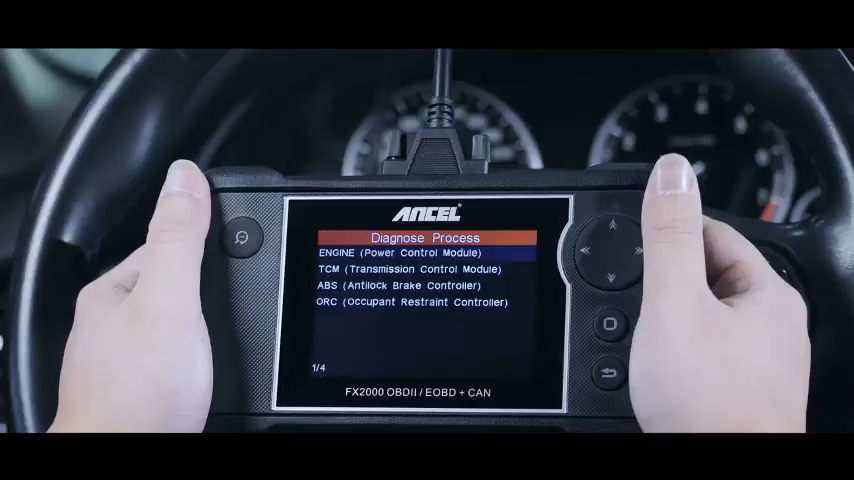 ANCEL
Diagnose Process
ENGINE (Power Control Module)
TCM (Transmission Control Module)
ABS (Antilock Brake Controller)
ORC (Occupant Restraint Controller)
1/4
FX2000 OBDII / EOBD + CAN